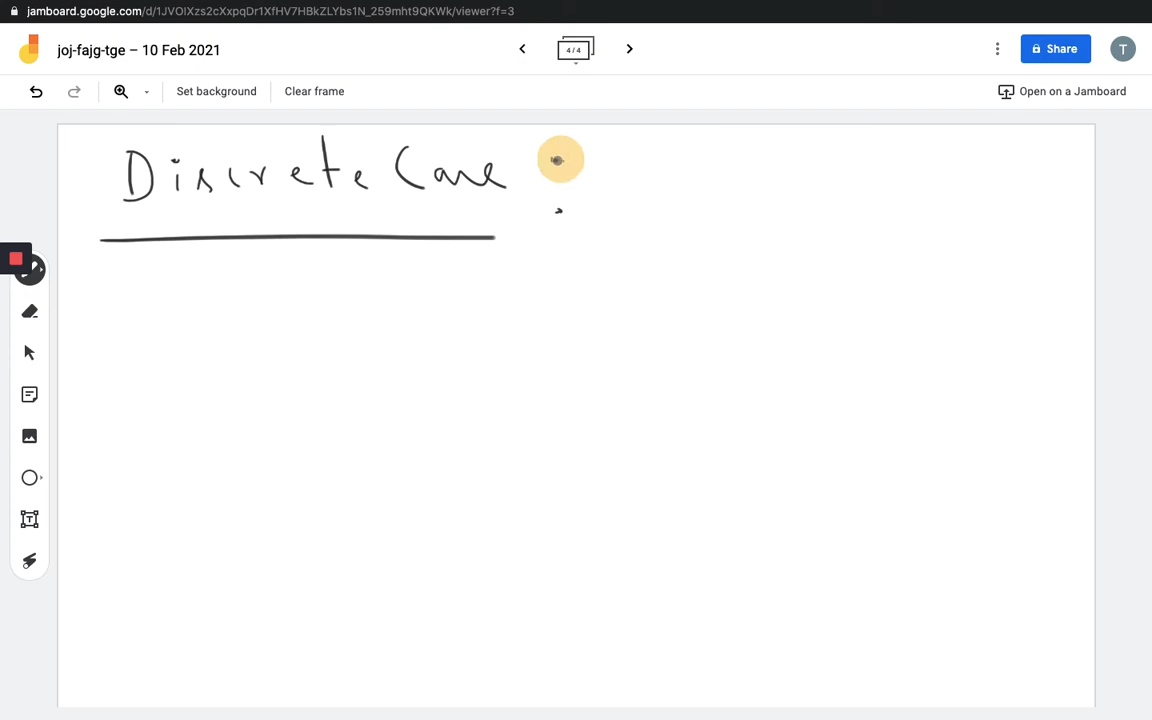 jamboard.google.com/d/1JVOIXzs2cXxpqDr1XfHV7HBkZLYbs1N_259mht9QKWk/viewer?f=3
joj-fajg-tge – 10 Feb 2021
4 / 4
Share
T
Set background
Clear frame
Open on a Jamboard
Discrete Case :